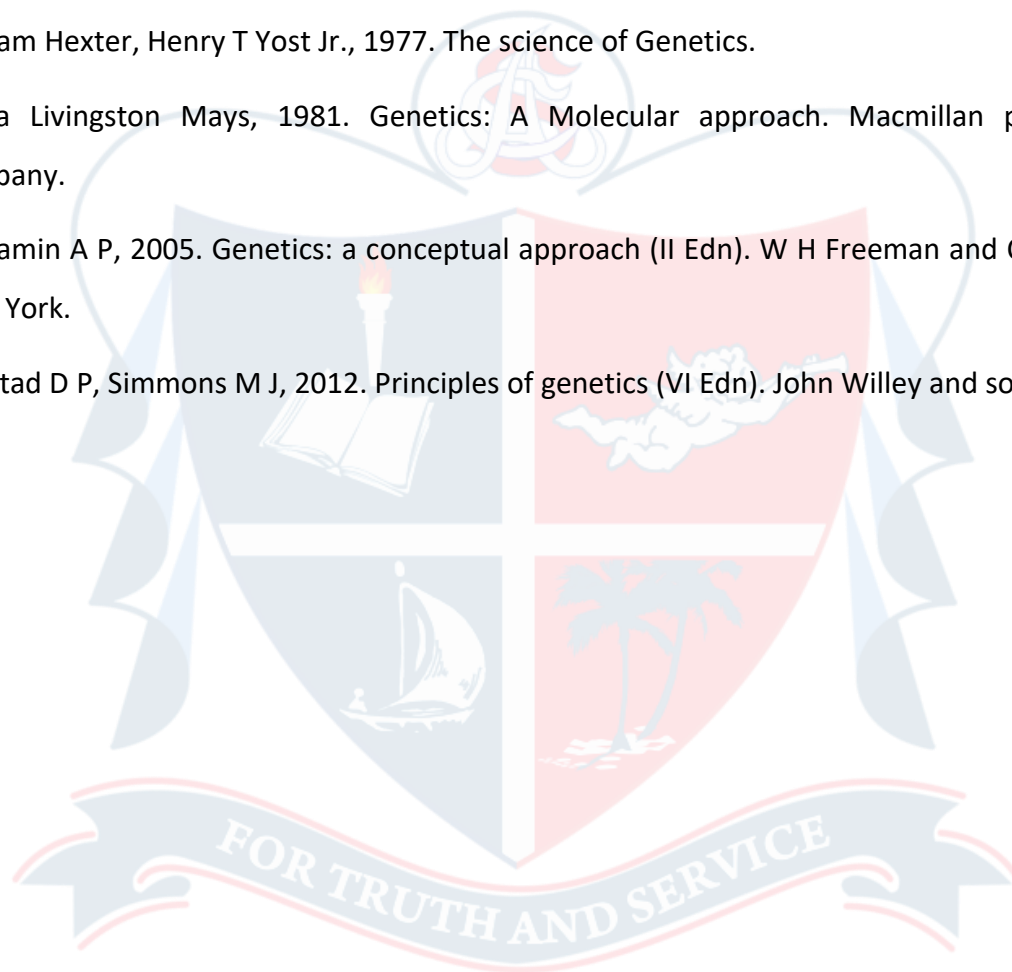 am Hexter, Henry T Yost Jr., 1977. The science of Genetics.
a Livingston Mays, 1981. Genetics: A Molecular approach. Macmillan p
pany.
amin A P, 2005. Genetics: a conceptual approach (II Edn). W H Freeman and
York.
tad D P, Simmons M J, 2012. Principles of genetics (VI Edn). John Willey and so
FOR TRUTH AND SERVICE